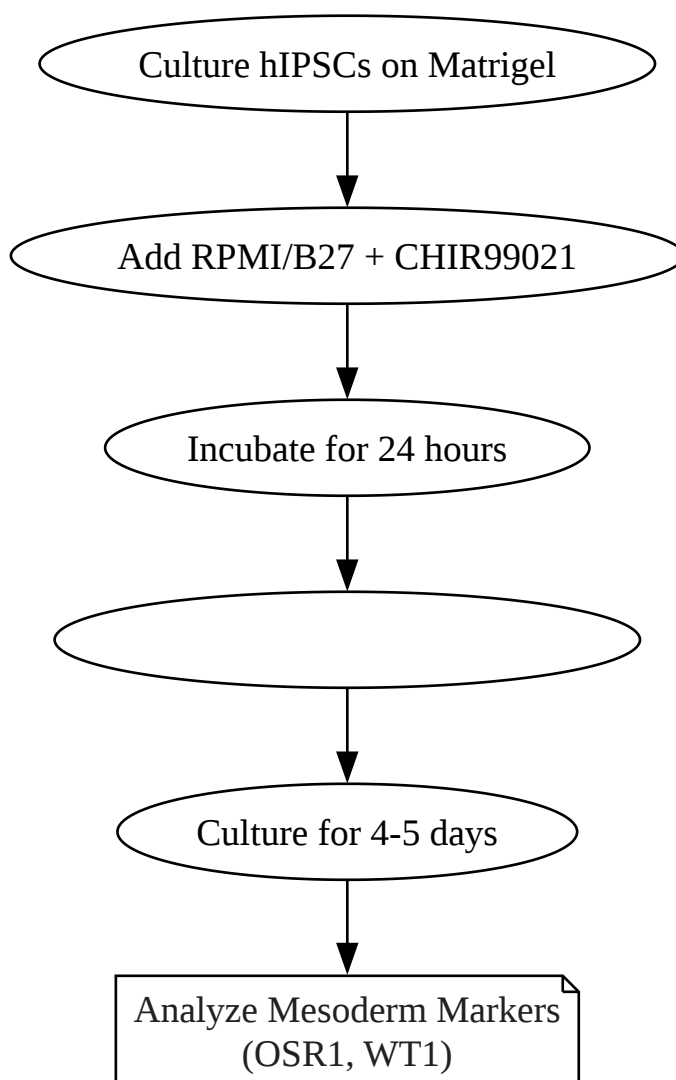 Culture hIPSCs on Matrigel
Add RPMI/B27 + CHIR99021
Incubate for 24 hours
Culture for 4-5 days
Analyze Mesoderm Markers
(OSR1, WT1)